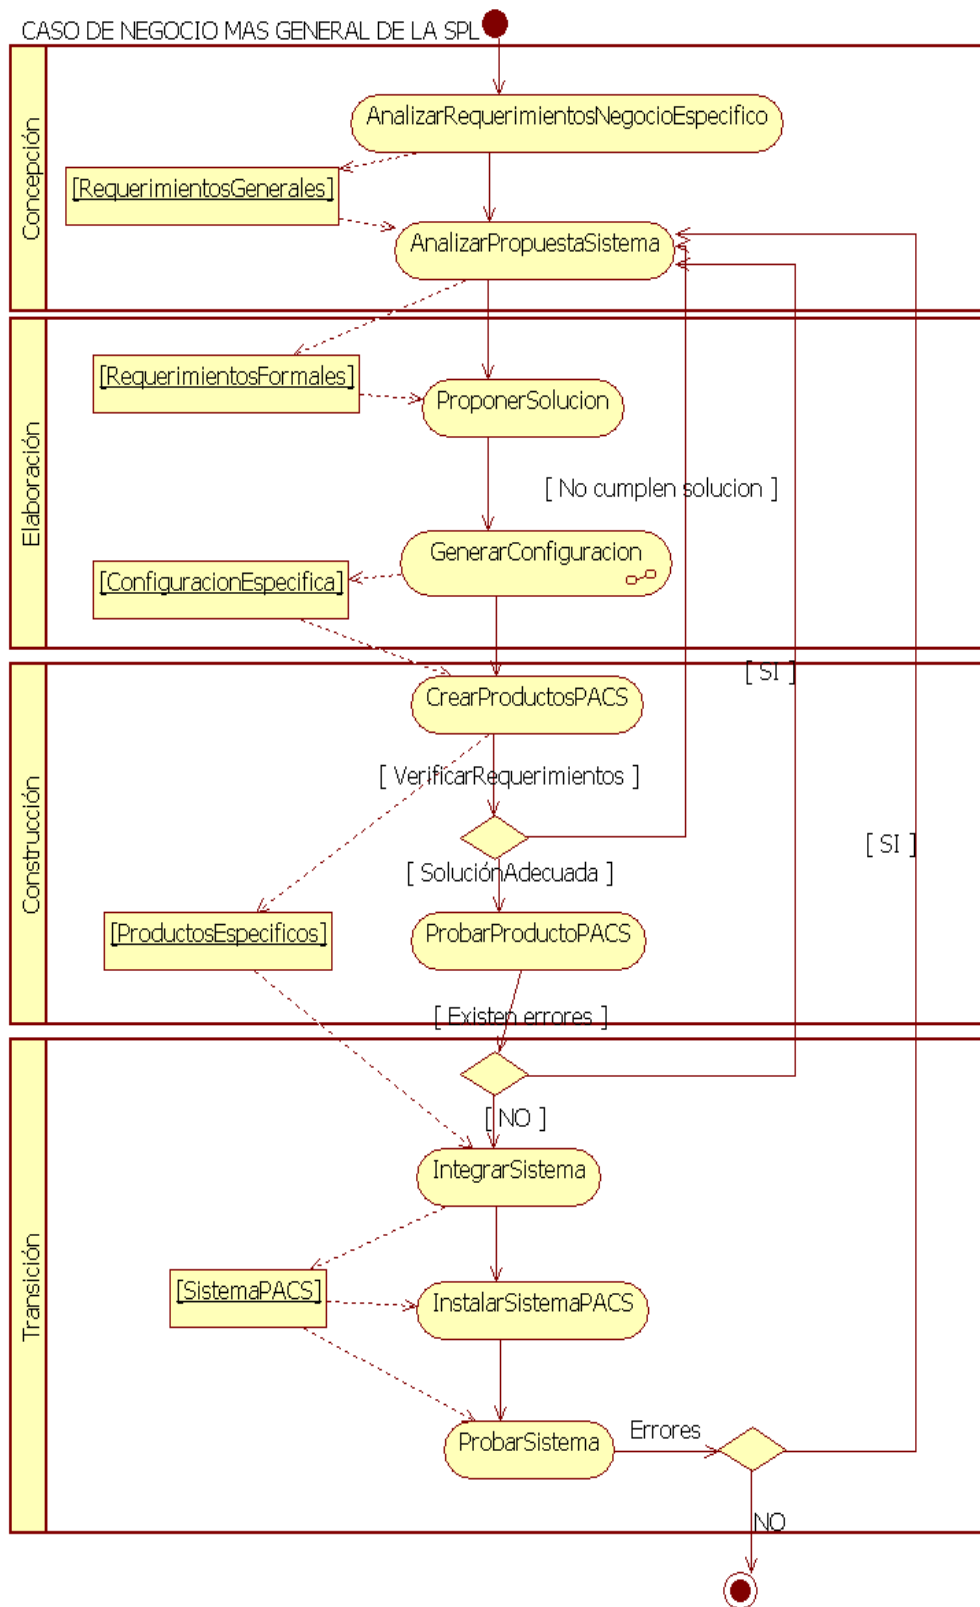 CASO DE NEGOCIO MAS GENERAL DE LA SPL
Concepción
AnalizarRequerimientosNegocioEspecifico
[RequerimientosGenerales]
AnalizarPropuestaSistema
Elaboración
[RequerimientosFormales]
ProponerSolucion
[ No cumplen solucion ]
GenerarConfiguracion
[ConfiguracionEspecifica]
Construcción
[ SI ]
CrearProductosPACS
[ VerificarRequerimientos ]
[ SI ]
[ SoluciónAdecuada ]
[ProductosEspecificos]
ProbarProductoPACS
[ Existen errores ]
Transición
[ NO ]
IntegrarSistema
[SistemaPACS]
InstalarSistemaPACS
ProbarSistema
Errores
NO